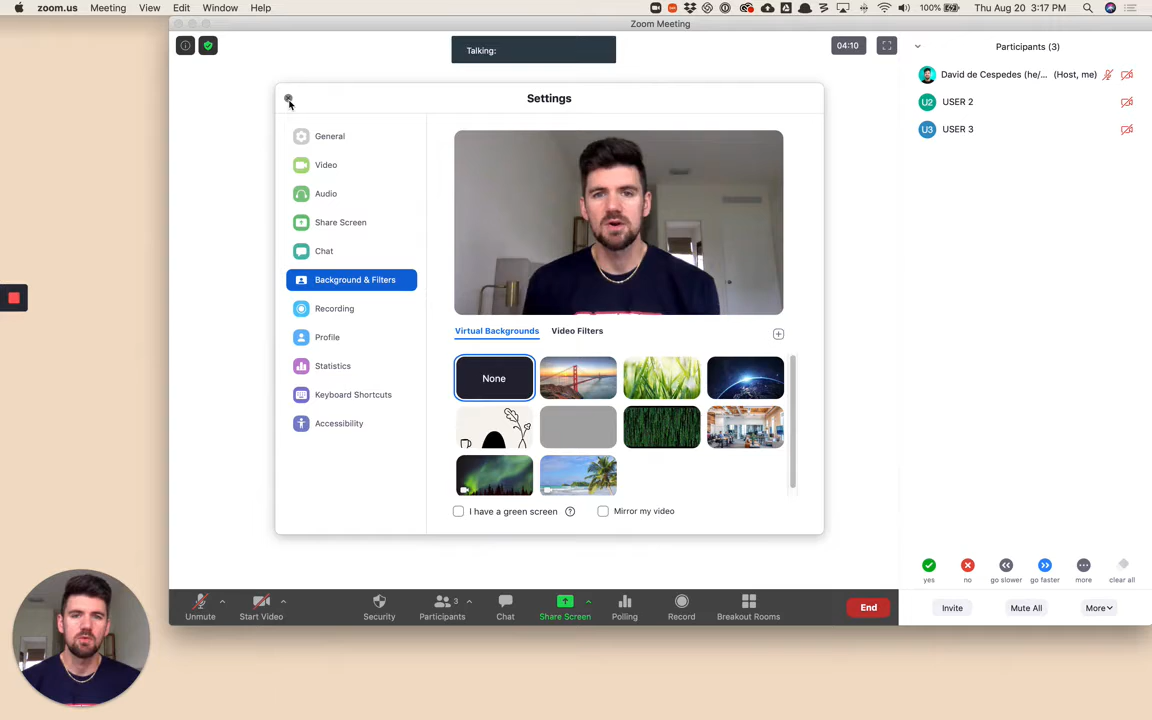 zoom.us Meeting View Edit Window Help 100% Thu Aug 20 3:17 PM
Zoom Meeting
Talking:
04:10
Participants (3)
Settings
David de Cespedes (he/... (Host, me)
U2 USER 2
U3 USER 3
General
Video
Audio
Share Screen
Chat
Background & Filters
Recording
Profile
Statistics
Keyboard Shortcuts
Accessibility
Virtual Backgrounds Video Filters
None
I have a green screen ? Mirror my video
yes no go slower go faster more clear all
Unmute Start Video Security Participants 3 Chat Share Screen Polling Record Breakout Rooms End
Invite Mute All More